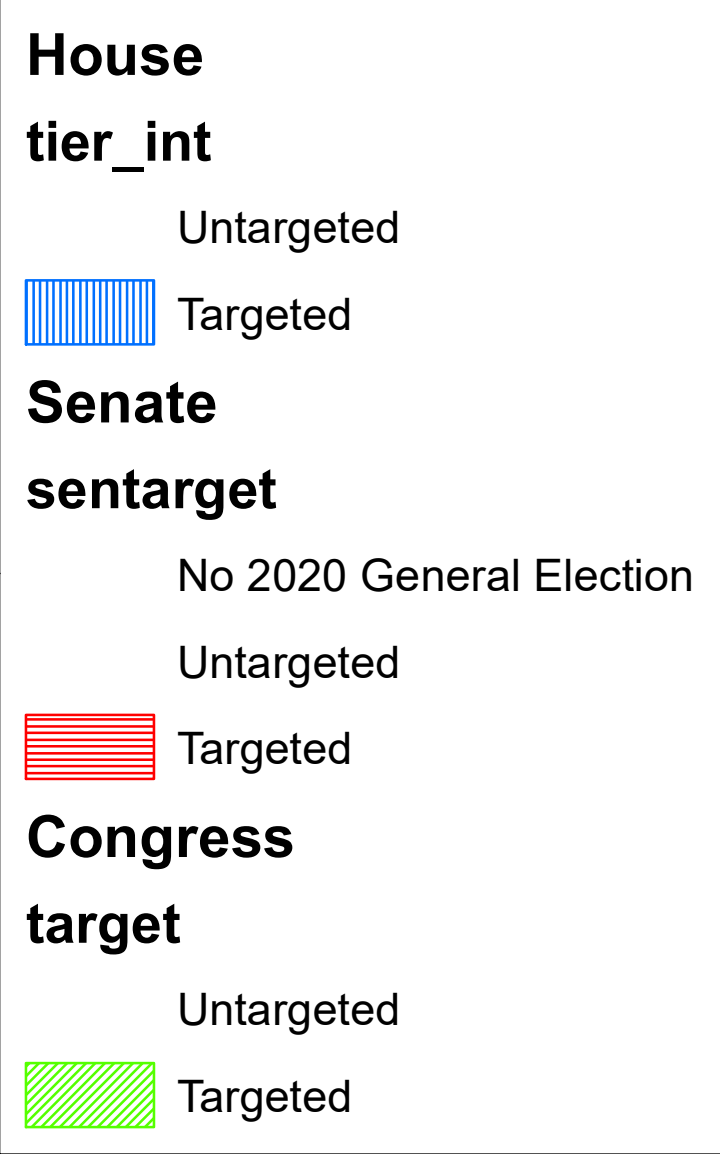 House
tier_int
Untargeted
Targeted
Senate
sentarget
No 2020 General Election
Untargeted
Targeted
Congress
target
Untargeted
Targeted